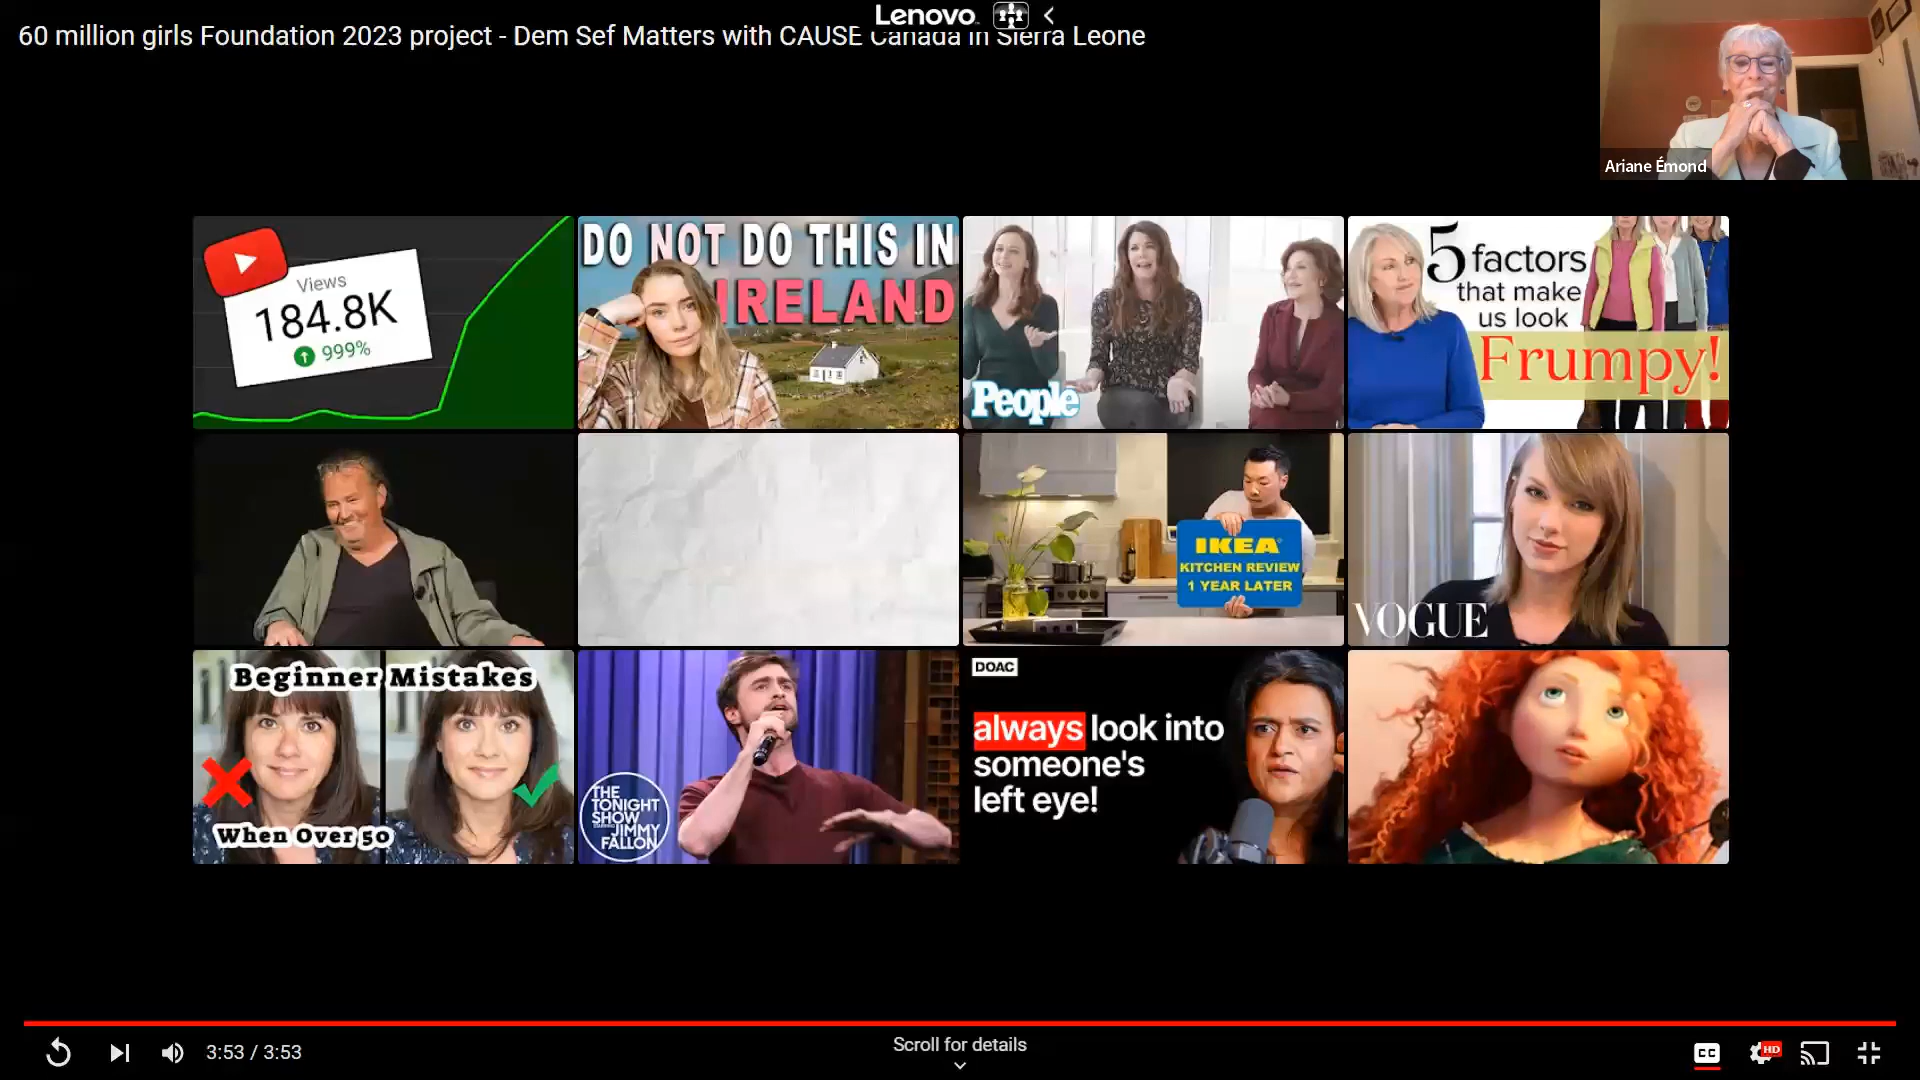 Lenovo
60 million girls Foundation 2023 project - Dem Sef Matters with CAUSE Canada in Sierra Leone
Ariane Émond
Views
184.8K
999%
DO NOT DO THIS IN
IRELAND
People
5 factors
that make
us look
Frumpy!
IKEA
KITCHEN REVIEW
1 YEAR LATER
VOGUE
Beginner Mistakes
When Over 50
THE
TONIGHT
SHOW
STARRING
JIMMY
FALLON
DOAC
always look into
someone's
left eye!
3:53 / 3:53
Scroll for details
CC
HD